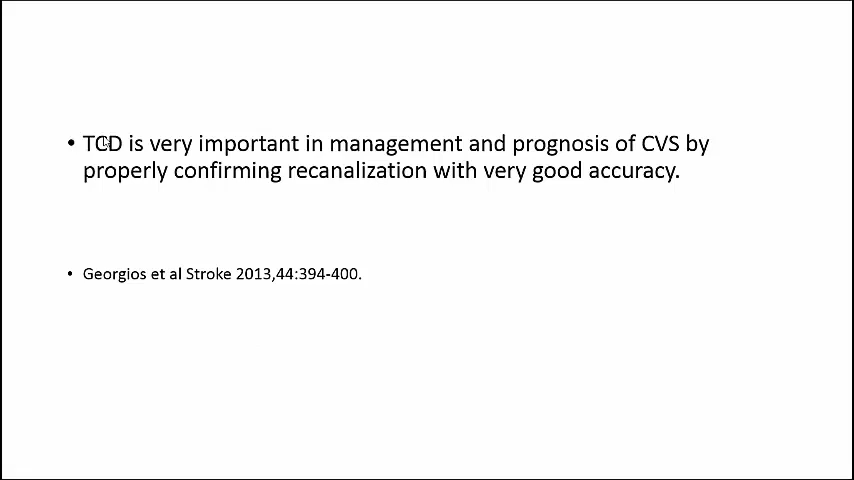 • TCD is very important in management and prognosis of CVS by
properly confirming recanalization with very good accuracy.
• Georgios et al Stroke 2013,44:394-400.